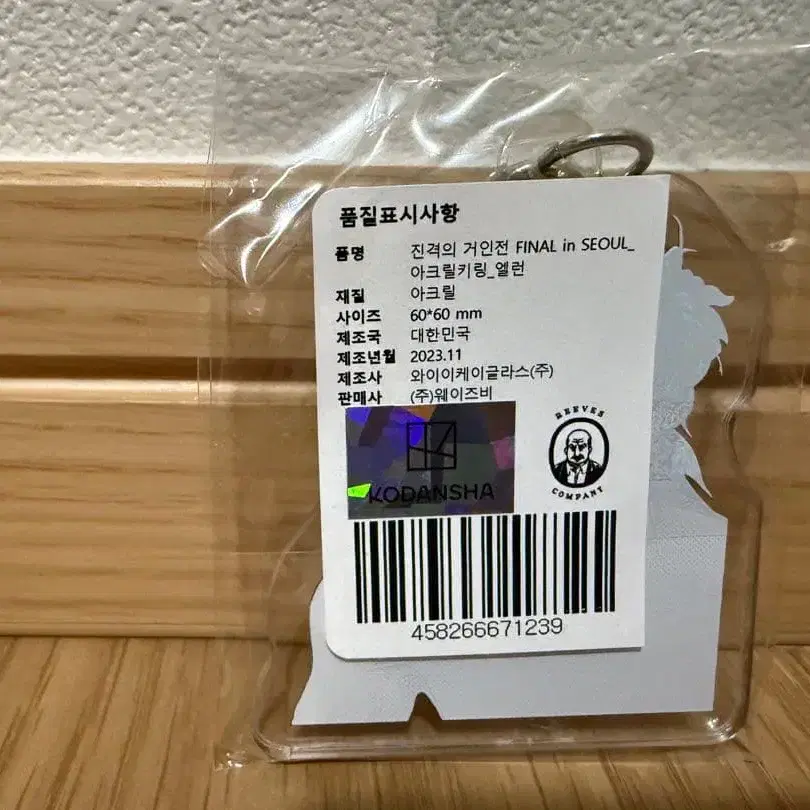 품질표시사항
품명 진격의 거인전 FINAL in SEOUL_
아크릴키링_엘런
재질 아크릴
사이즈 60*60 mm
제조국 대한민국
제조년월 2023.11
제조사 와이이케이글라스(주)
판매사 (주)웨이즈비
KODANSHA
REEVES
COMPANY
458266671239